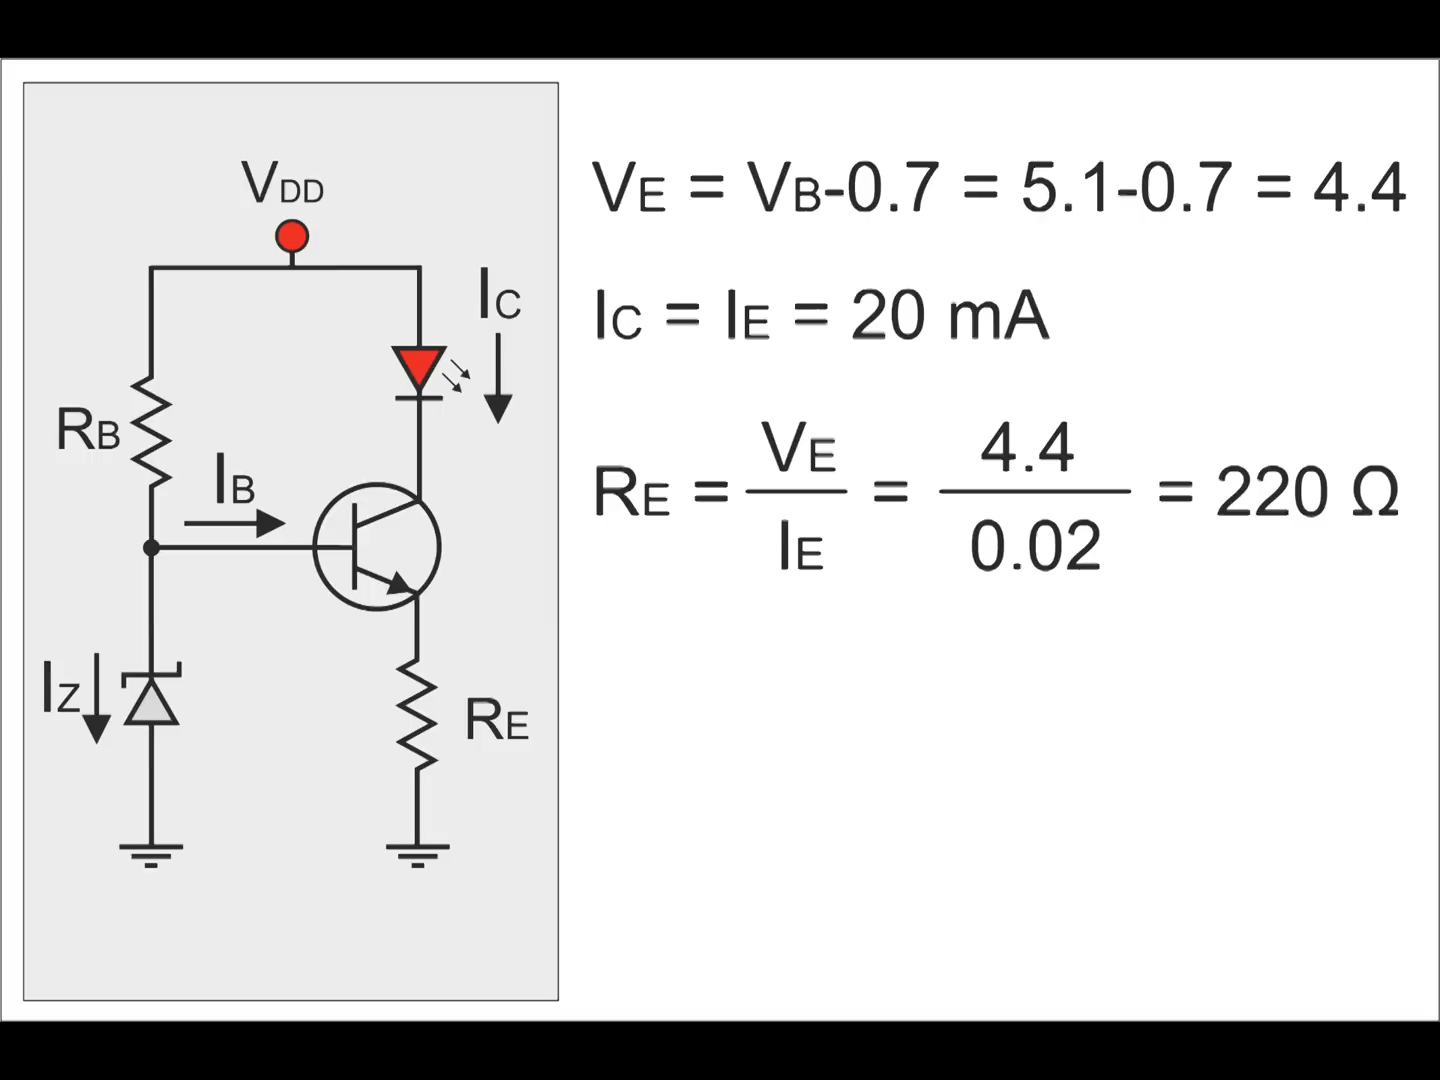 VDD
IC
RB
IB
IZ
RE
VE = VB-0.7 = 5.1-0.7 = 4.4
IC = IE = 20 mA
RE = VE / IE = 4.4 / 0.02 = 220 Ω